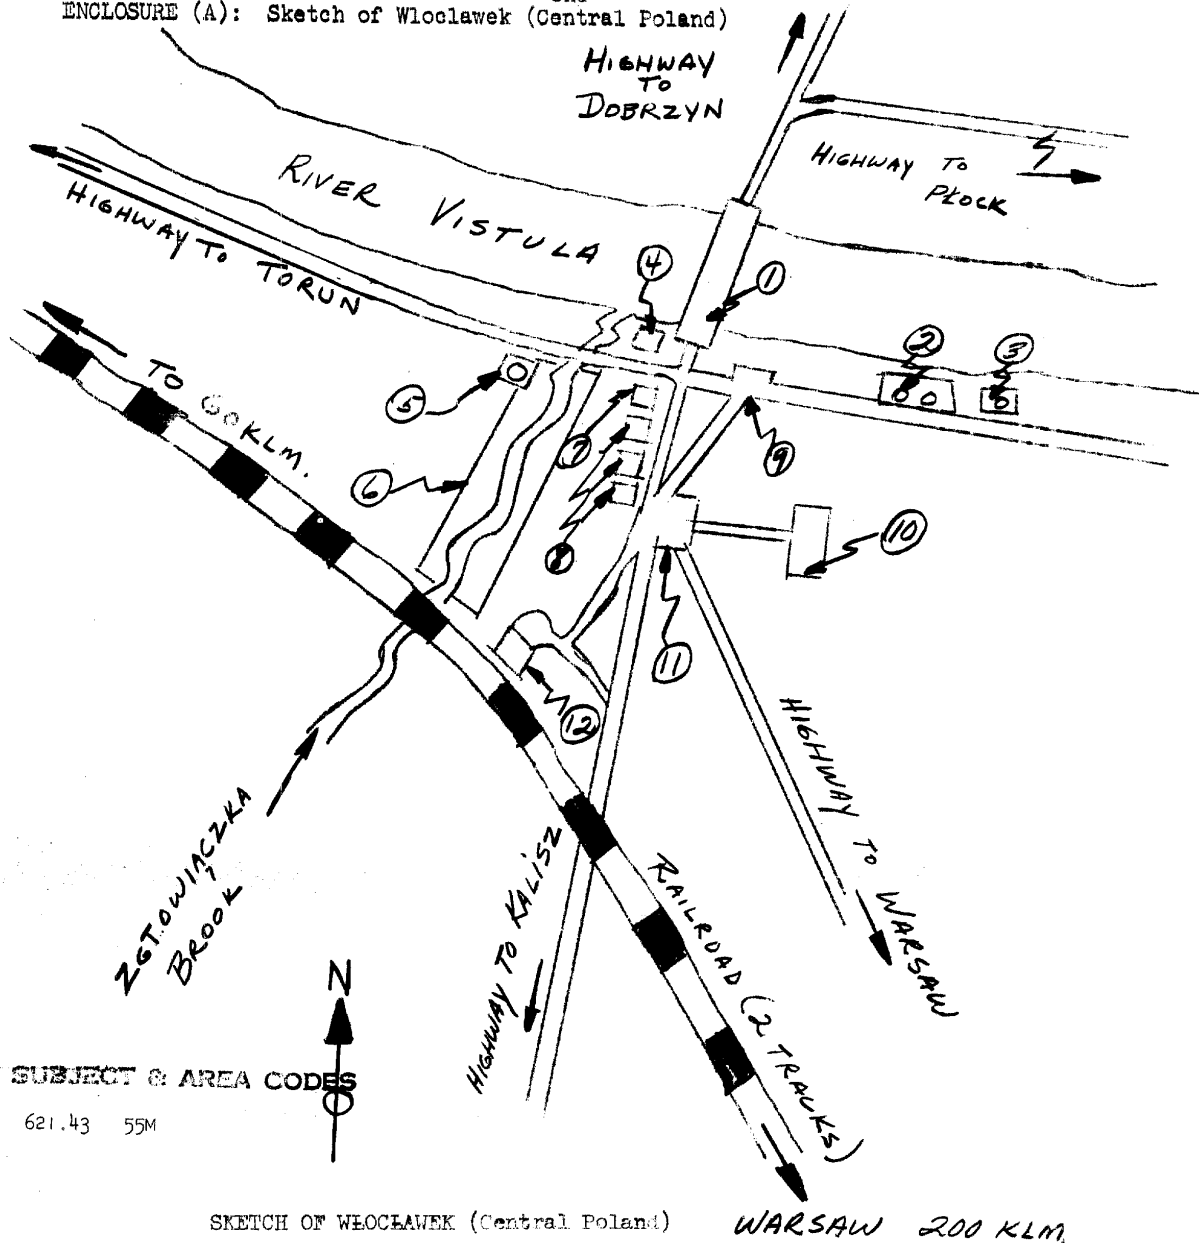 ENCLOSURE (A): Sketch of Wloclawek (Central Poland)
HIGHWAY
TO
DOBRZYN
HIGHWAY TO
PŁOCK
RIVER VISTULA
HIGHWAY TO TORUN
4
1
2
3
TO 60 KLM.
5
6
7
8
9
10
11
12
ZGŁOWIĄCZKA
BROOK
HIGHWAY TO KALISZ
HIGHWAY TO WARSAW
RAILROAD (2 TRACKS)
N
SUBJECT & AREA CODES
621.43 55M
SKETCH OF WŁOCŁAWEK (Central Poland)
WARSAW 200 KLM